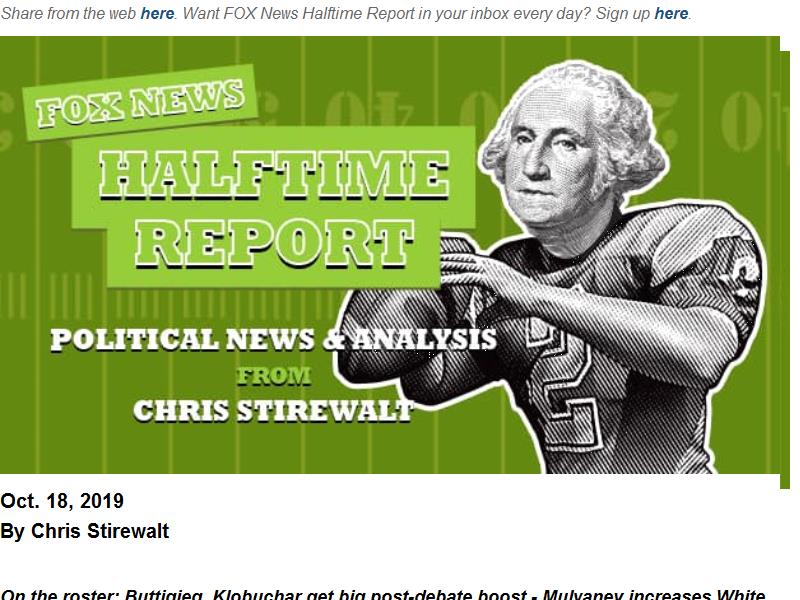 Share from the web here. Want FOX News Halftime Report in your inbox every day? Sign up here.
FOX NEWS
HALFTIME
REPORT
POLITICAL NEWS & ANALYSIS
FROM
CHRIS STIREWALT
Oct. 18, 2019
By Chris Stirewalt
On the roster: Buttigieg, Klobuchar get big post-debate boost - Mulvaney increases White